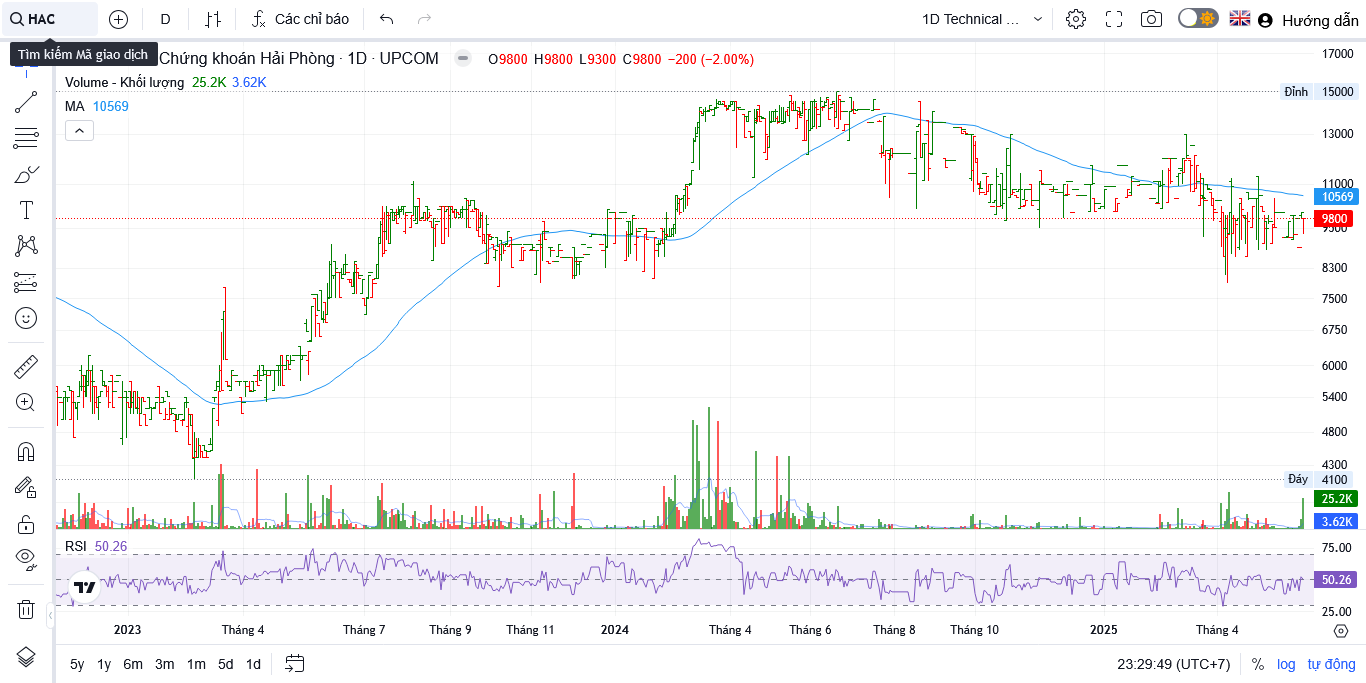 HAC
D
Các chỉ báo
1D Technical ...
Hướng dẫn
Tìm kiếm Mã giao dịch
Chứng khoán Hải Phòng · 1D · UPCOM
O9800 H9800 L9300 C9800 −200 (−2.00%)
Volume - Khối lượng 25.2K 3.62K
MA 10569
17000
Đỉnh 15000
13000
11000
10569
9800
9300
8300
7500
6750
6000
5400
4800
4300
Đáy 4100
25.2K
3.62K
RSI 50.26
75.00
50.26
25.00
2023 Tháng 4 Tháng 7 Tháng 9 Tháng 11 2024 Tháng 4 Tháng 6 Tháng 8 Tháng 10 2025 Tháng 4
5y 1y 6m 3m 1m 5d 1d
23:29:49 (UTC+7) % log tự động